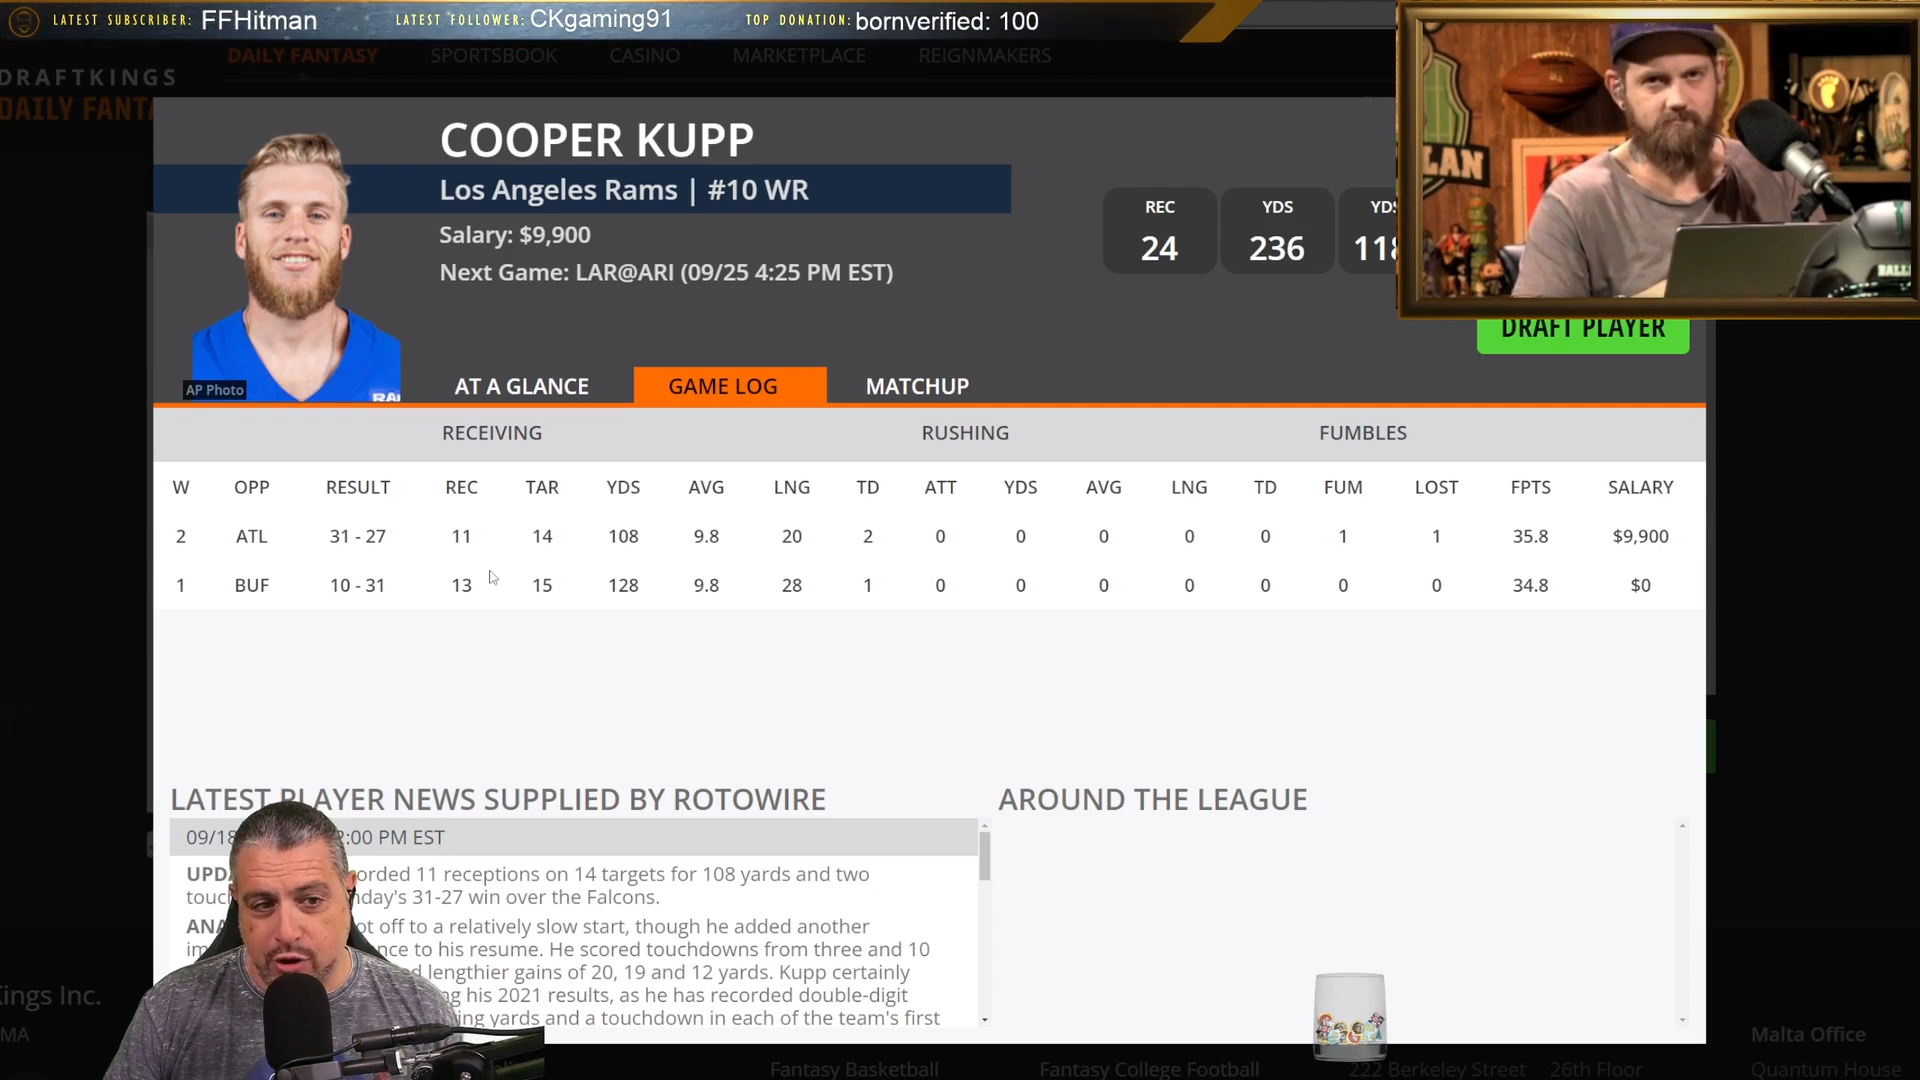 LATEST SUBSCRIBER: FFHitman LATEST FOLLOWER: CKgaming91 TOP DONATION: bornverified: 100
DRAFTKINGS DAILY FANTASY SPORTSBOOK CASINO MARKETPLACE REIGNMAKERS
DAILY
COOPER KUPP
Los Angeles Rams | #10 WR
Salary: $9,900
Next Game: LAR@ARI (09/25 4:25 PM EST)
REC YDS
24 236
DRAFT PLAYER
AP Photo
AT A GLANCE GAME LOG MATCHUP
RECEIVING RUSHING FUMBLES
W OPP RESULT REC TAR YDS AVG LNG TD ATT YDS AVG LNG TD FUM LOST FPTS SALARY
2 ATL 31 - 27 11 14 108 9.8 20 2 0 0 0 0 0 1 1 35.8 $9,900
1 BUF 10 - 31 13 15 128 9.8 28 1 0 0 0 0 0 0 0 34.8 $0
LATEST PLAYER NEWS SUPPLIED BY ROTOWIRE
AROUND THE LEAGUE
:00 PM EST
11 receptions on 14 targets for 108 yards and two
31-27 win over the Falcons.
off to a relatively slow start, though he added another
to his resume. He scored touchdowns from three and 10
lengthier gains of 20, 19 and 12 yards. Kupp certainly
his 2021 results, as he has recorded double-digit
yards and a touchdown in each of the team's first
Inc.
MA
Malta Office
Fantasy Basketball Fantasy College Football 222 Berkeley Street 26th Floor Quantum House